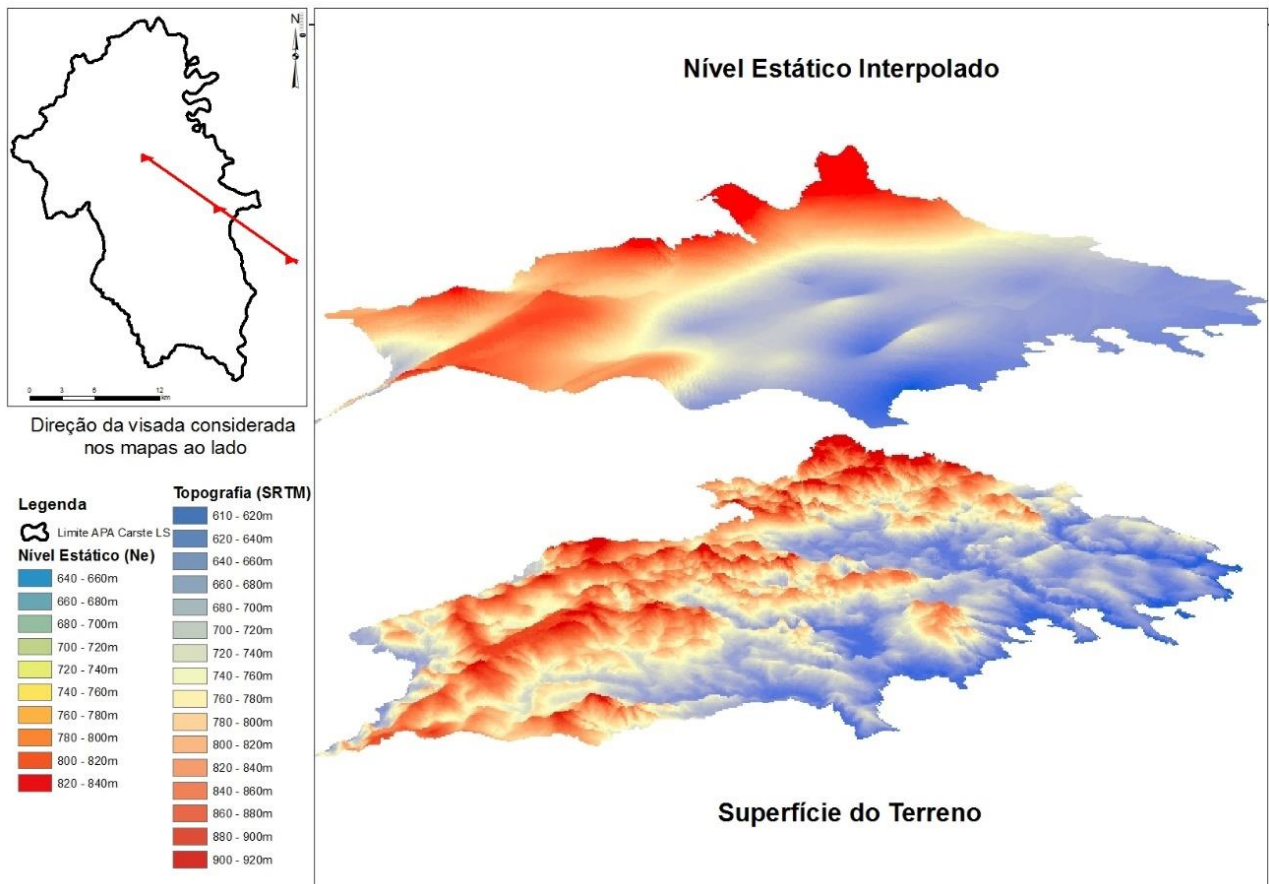 N
Nível Estático Interpolado
0 3 6 12
km
Direção da visada considerada
nos mapas ao lado
Legenda
Limite APA Carste LS
Nível Estático (Ne)
640 - 660m
660 - 680m
680 - 700m
700 - 720m
720 - 740m
740 - 760m
760 - 780m
780 - 800m
800 - 820m
820 - 840m
Topografia (SRTM)
610 - 620m
620 - 640m
640 - 660m
660 - 680m
680 - 700m
700 - 720m
720 - 740m
740 - 760m
760 - 780m
780 - 800m
800 - 820m
820 - 840m
840 - 860m
860 - 880m
880 - 900m
900 - 920m
Superfície do Terreno